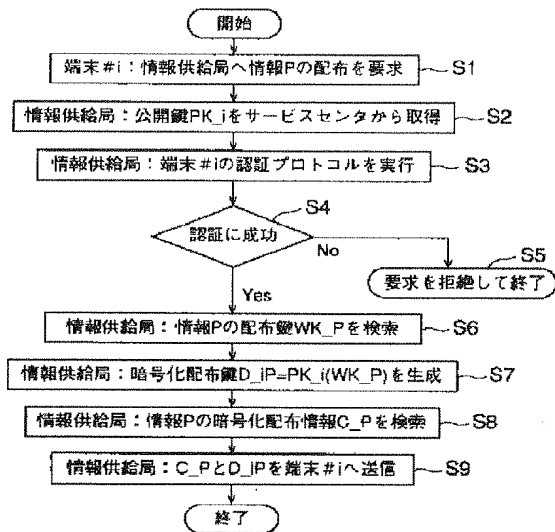 開始
端末#i：情報供給局へ情報Pの配布を要求
S1
情報供給局：公開鍵PK_iをサービスセンタから取得
S2
情報供給局：端末#iの認証プロトコルを実行
S3
S4
認証に成功
No
S5
要求を拒絶して終了
Yes
情報供給局：情報Pの配布鍵WK_Pを検索
S6
情報供給局：暗号化配布鍵D_iP=PK_i(WK_P)を生成
S7
情報供給局：情報Pの暗号化配布情報C_Pを検索
S8
情報供給局：C_PとD_iPを端末#iへ送信
S9
終了